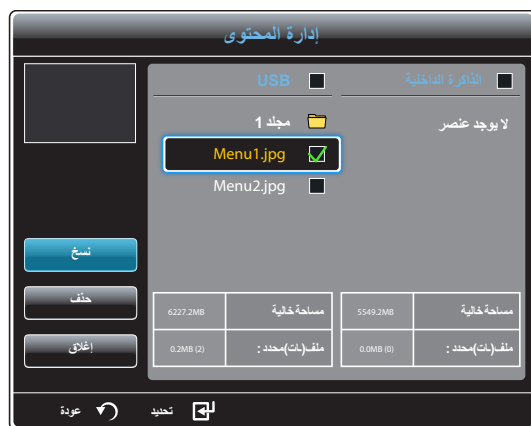 إدارة المحتوى
الذاكرة الداخلية
USB
لا يوجد عنصر
مجلد 1
Menu1.jpg
Menu2.jpg
نسخ
حذف
إغلاق
مساحة خالية
5549.2MB
مساحة خالية
6227.2MB
ملف(ـات)محدد :
0.0MB (0)
ملف(ـات)محدد :
0.2MB (2)
تحديد
عودة